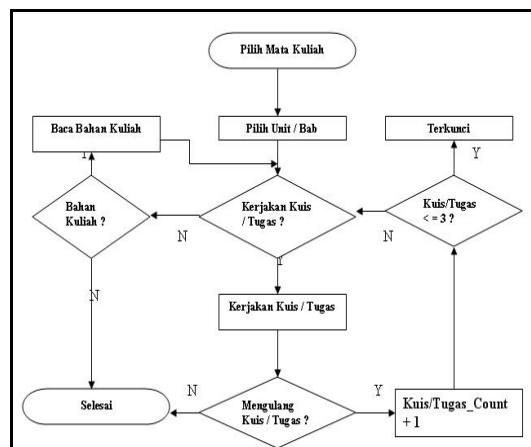 Pilih Mata Kuliah
Baca Bahan Kuliah
Pilih Unit / Bab
Terkunci
Y
Y
Bahan
Kuliah ?
Kerjakan Kuis
/ Tugas ?
Kuis/Tugas
< = 3 ?
N
N
Y
N
Kerjakan Kuis / Tugas
Selesai
N
Mengulang
Kuis / Tugas ?
Y
Kuis/Tugas_Count
+ 1